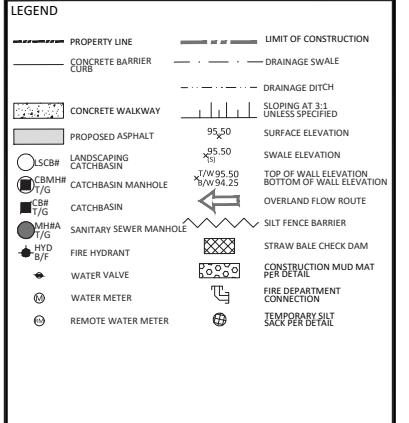 LEGEND
PROPERTY LINE
CONCRETE BARRIER
CURB
CONCRETE WALKWAY
PROPOSED ASPHALT
LSCB#
LANDSCAPING
CATCHBASIN
CBMH#
T/G
CATCHBASIN MANHOLE
CB#
T/G
CATCHBASIN
MH#A
T/G
SANITARY SEWER MANHOLE
HYD
B/F
FIRE HYDRANT
WATER VALVE
M
WATER METER
RM
REMOTE WATER METER
LIMIT OF CONSTRUCTION
DRAINAGE SWALE
DRAINAGE DITCH
SLOPING AT 3:1
UNLESS SPECIFIED
95.50
SURFACE ELEVATION
95.50
(S)
SWALE ELEVATION
T/W 95.50
B/W 94.25
TOP OF WALL ELEVATION
BOTTOM OF WALL ELEVATION
OVERLAND FLOW ROUTE
SILT FENCE BARRIER
STRAW BALE CHECK DAM
CONSTRUCTION MUD MAT
PER DETAIL
FIRE DEPARTMENT
CONNECTION
TEMPORARY SILT
SACK PER DETAIL